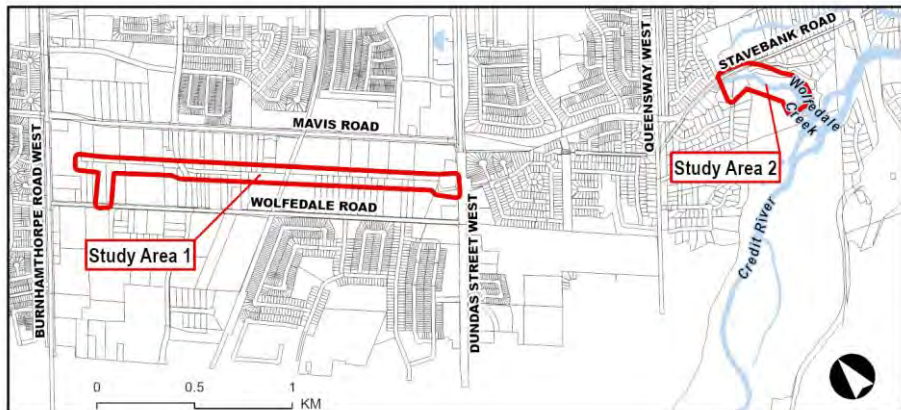 STAVEBANK ROAD
Wolfedale
Creek
MAVIS ROAD
QUEENSWAY WEST
BURNHAMTHORPE ROAD WEST
Study Area 2
WOLFEDALE ROAD
Study Area 1
DUNDAS STREET WEST
Credit River
0 0.5 1
KM